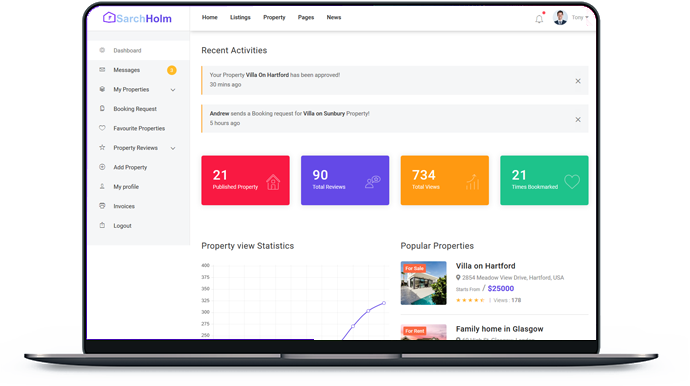 SarchHolm
Home Listings Property Pages News
Tony
Dashboard
Messages
My Properties
Booking Request
Favourite Properties
Property Reviews
Add Property
My profile
Invoices
Logout
Recent Activities
Your Property Villa On Hartford has been approved!
30 mins ago
Andrew sends a Booking request for Villa on Sunbury Property!
5 hours ago
21
Published Property
90
Total Reviews
734
Total Views
21
Times Bookmarked
Property view Statistics
400
375
350
325
300
275
250
Popular Properties
For Sale
Villa on Hartford
2854 Meadow View Drive, Hartford, USA
Starts From / $25000
Views : 178
For Rent
Family home in Glasgow